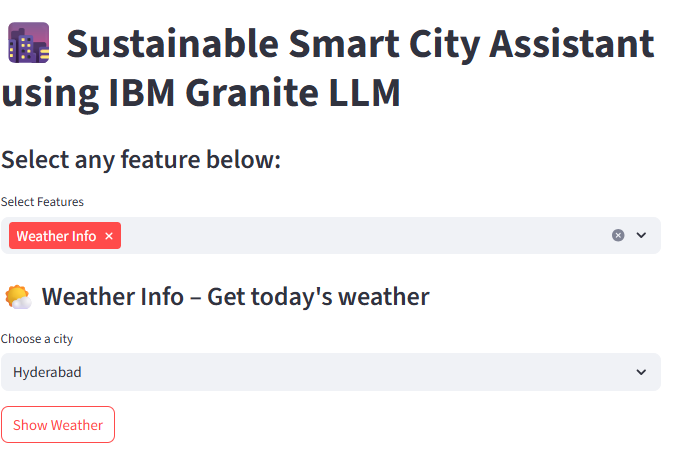 Sustainable Smart City Assistant
using IBM Granite LLM
Select any feature below:
Select Features
Weather Info ×
Weather Info – Get today's weather
Choose a city
Hyderabad
Show Weather